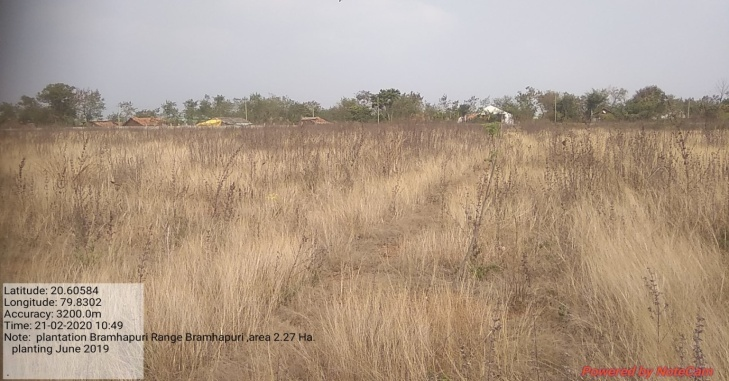 Latitude: 20.60584
Longitude: 79.8302
Accuracy: 3200.0m
Time: 21-02-2020 10:49
Note: plantation Bramhapuri Range Bramhapuri ,area 2.27 Ha
planting June 2019
Powered by NoteCam